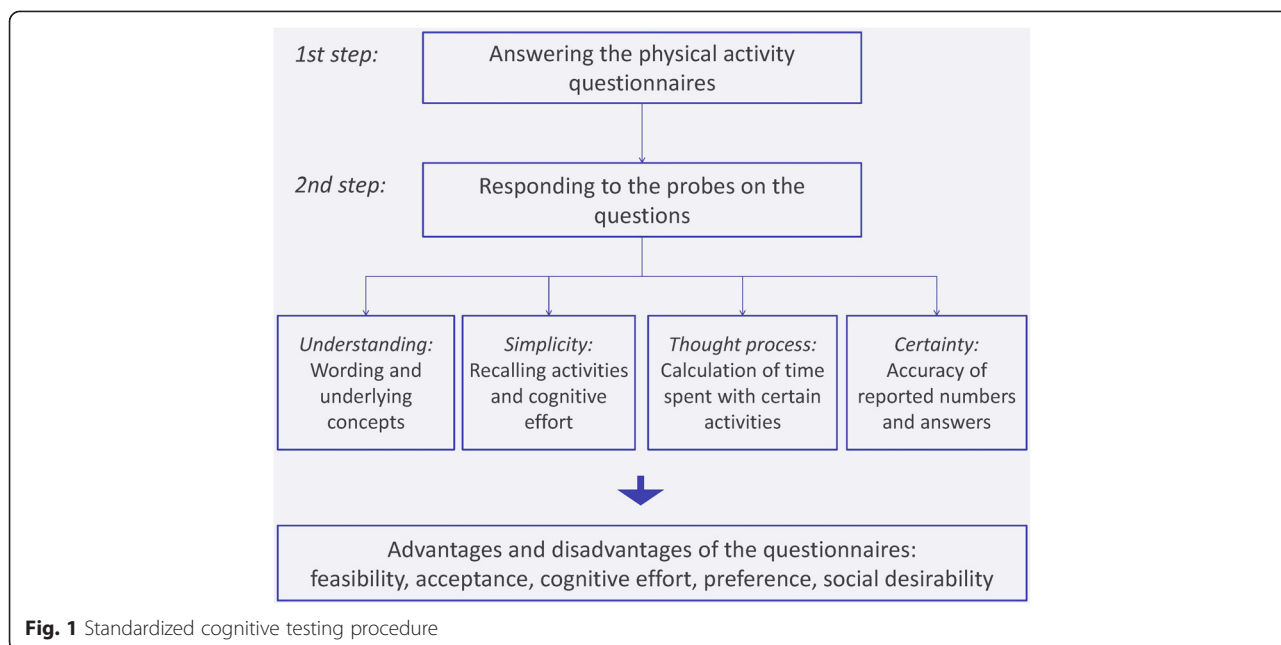 1st step:
Answering the physical activity
questionnaires
2nd step:
Responding to the probes on the
questions
Understanding:
Wording and
underlying
concepts
Simplicity:
Recalling activities
and cognitive
effort
Thought process:
Calculation of time
spent with certain
activities
Certainty:
Accuracy of
reported numbers
and answers
Advantages and disadvantages of the questionnaires:
feasibility, acceptance, cognitive effort, preference, social desirability
Fig. 1 Standardized cognitive testing procedure